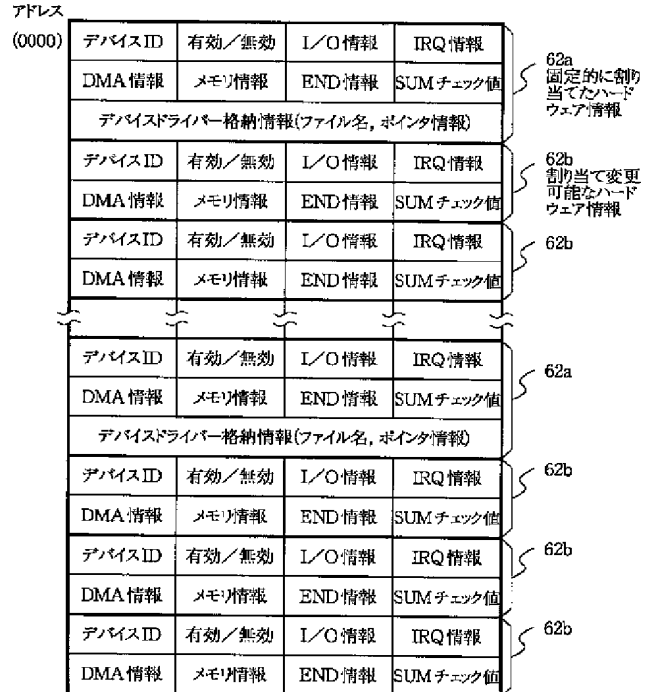 アドレス
(0000) デバイスID 有効／無効 I／O情報 IRQ情報
DMA情報 メモリ情報 END情報 SUMチェック値
デバイスドライバー格納情報(ファイル名, ポインタ情報)
62a
固定的に割り
当てたハード
ウェア情報
デバイスID 有効／無効 I／O情報 IRQ情報
DMA情報 メモリ情報 END情報 SUMチェック値
62b
割り当て変更
可能なハード
ウェア情報
デバイスID 有効／無効 I／O情報 IRQ情報
DMA情報 メモリ情報 END情報 SUMチェック値
62b
デバイスID 有効／無効 I／O情報 IRQ情報
DMA情報 メモリ情報 END情報 SUMチェック値
デバイスドライバー格納情報(ファイル名, ポインタ情報)
62a
デバイスID 有効／無効 I／O情報 IRQ情報
DMA情報 メモリ情報 END情報 SUMチェック値
62b
デバイスID 有効／無効 I／O情報 IRQ情報
DMA情報 メモリ情報 END情報 SUMチェック値
62b
デバイスID 有効／無効 I／O情報 IRQ情報
DMA情報 メモリ情報 END情報 SUMチェック値
62b